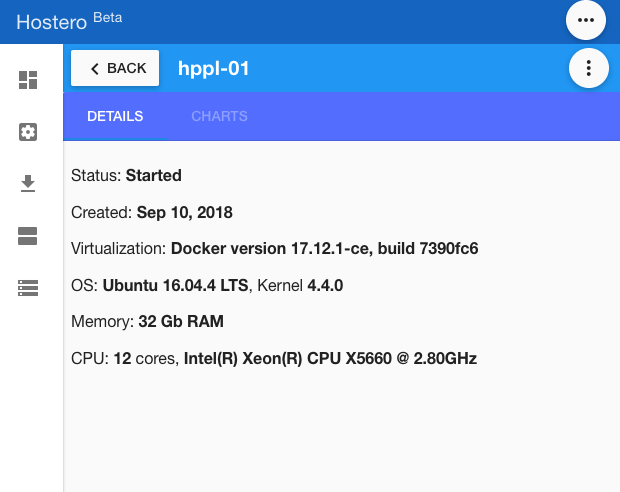 Hostero Beta
BACK hppl-01
DETAILS CHARTS
Status: Started
Created: Sep 10, 2018
Virtualization: Docker version 17.12.1-ce, build 7390fc6
OS: Ubuntu 16.04.4 LTS, Kernel 4.4.0
Memory: 32 Gb RAM
CPU: 12 cores, Intel(R) Xeon(R) CPU X5660 @ 2.80GHz